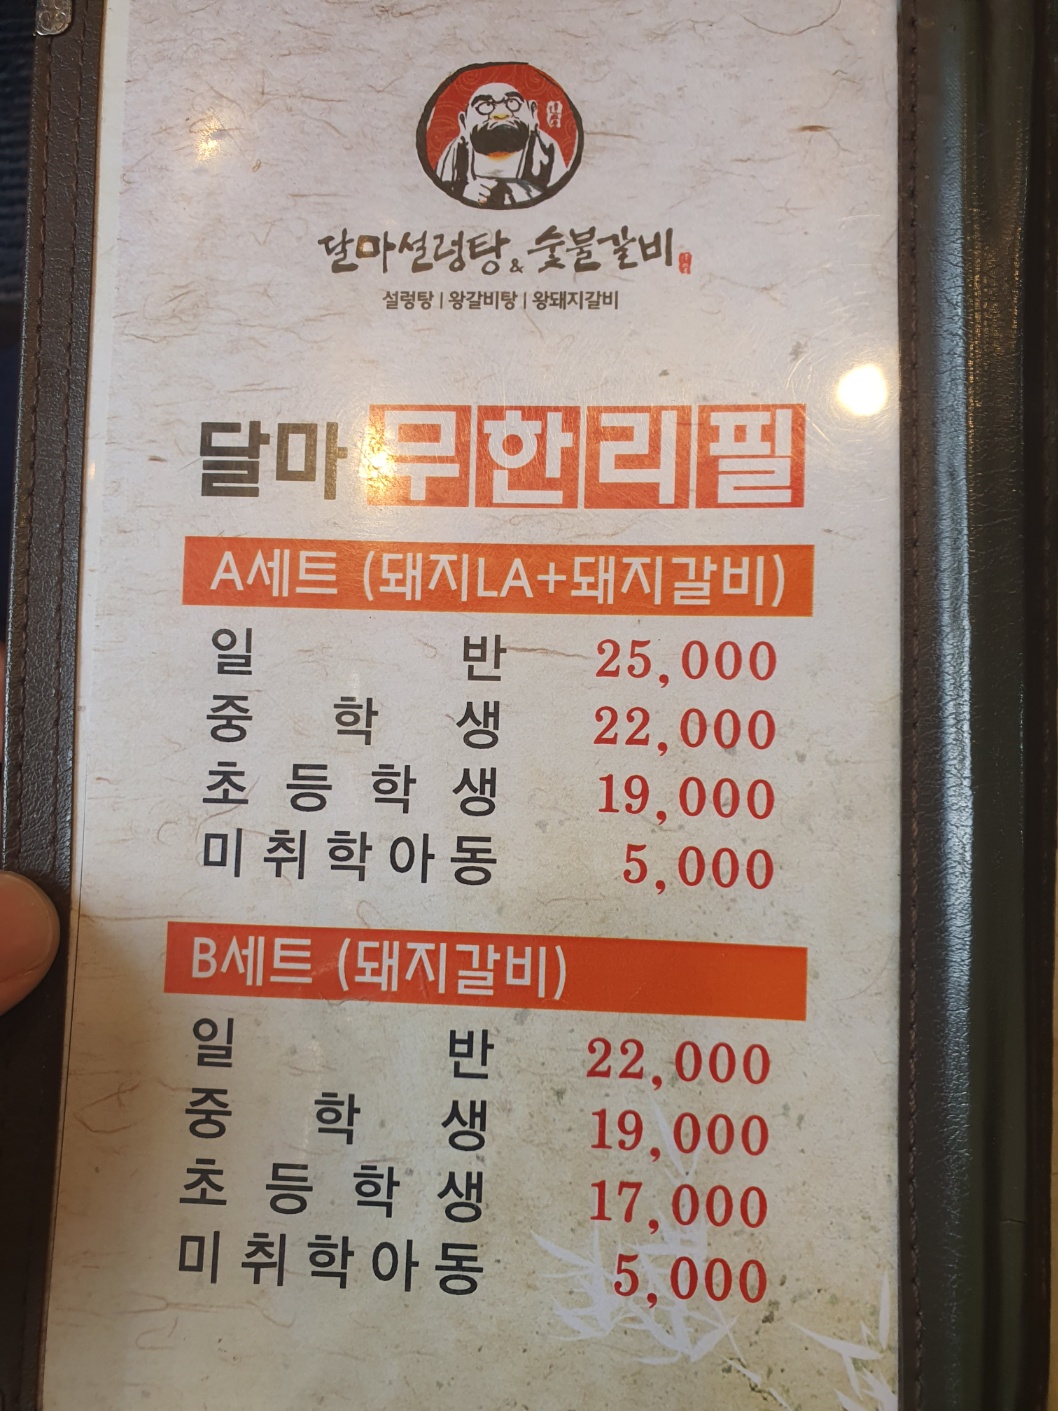 달마설렁탕 & 숯불갈비
설렁탕 | 왕갈비탕 | 왕돼지갈비
달마 무한리필
A세트 (돼지LA+돼지갈비)
일반 25,000
중학생 22,000
초등학생 19,000
미취학아동 5,000
B세트 (돼지갈비)
일반 22,000
중학생 19,000
초등학생 17,000
미취학아동 5,000